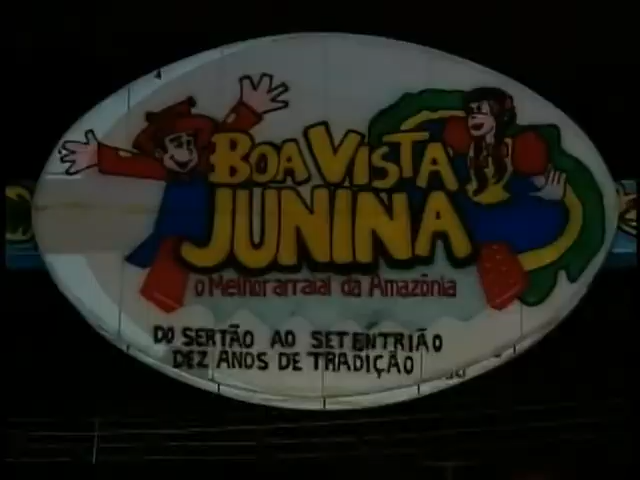 BOA VISTA
JUNINA
o Melhor arraial da Amazônia
DO SERTÃO AO SETENTRIÃO
DEZ ANOS DE TRADIÇÃO